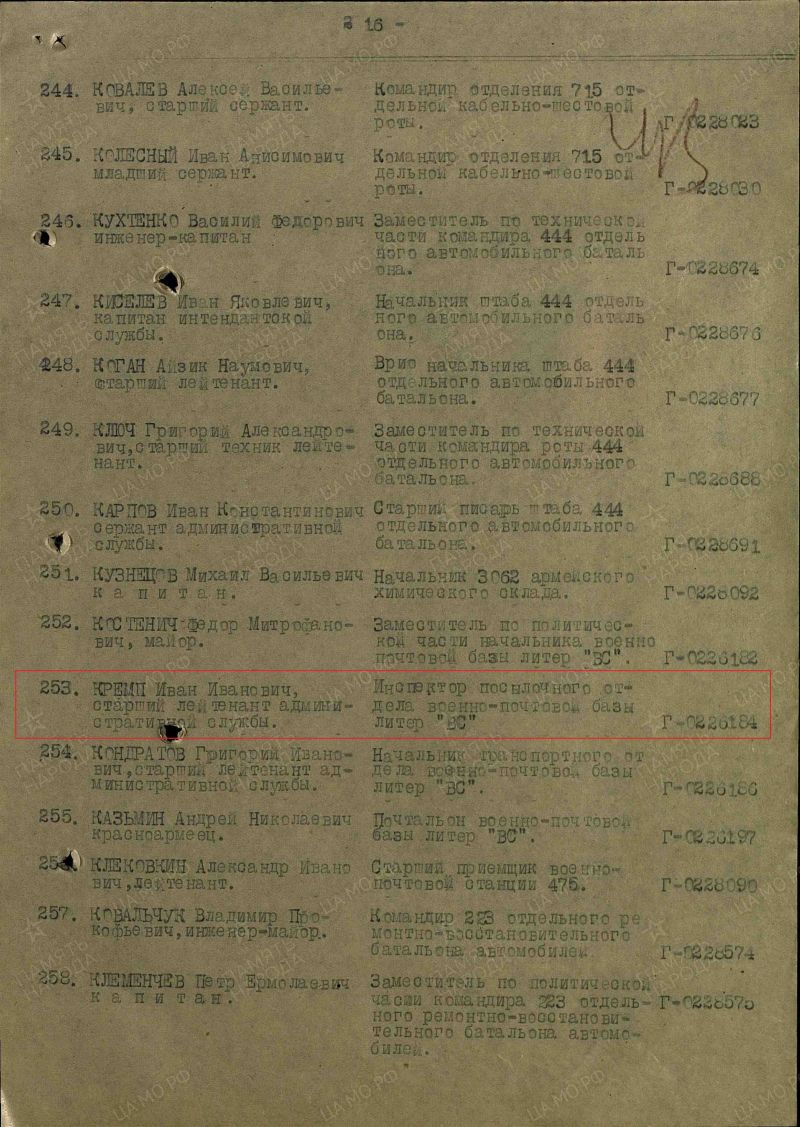 16 -
244. КОВАЛЕВ Алексей Василье- Командир отделения 715 от-
вич, старший сержант. дельной кабельно-шестовой
роты. Г-0228023
245. КОЛЕСНЫЙ Иван Анисимович Командир отделения 715 от-
младший сержант. дельной кабельно-шестовой
роты. Г-0228030
246. КУХТЕНКО Василий Федорович Заместитель по технической
инженер-капитан части командира 444 отдель
ного автомобильного баталь
она. Г-0228674
247. КИСЕЛЕВ Иван Яковлевич, Начальник штаба 444 отдель
капитан интендантской ного автомобильного баталь
службы. она. Г-0228676
248. КОГАН Айзик Наумович, Врио начальника штаба 444
старший лейтенант. отдельного автомобильного
батальона. Г-0228677
249. КЛЮЧ Григорий Александро- Заместитель по технической
вич,старший техник лейте- части командира роты 444
нант. отдельного автомобильного
батальона. Г-0228688
250. КАРПОВ Иван Константинович Старший писарь штаба 444
сержант административной отдельного автомобильного
службы. батальона. Г-0228691
251. КУЗНЕЦОВ Михаил Васильевич Начальник 3062 армейского
к а п и т а н . химического склада. Г-0228092
252. КОСТЕНИЧ Федор Митрофано- Заместитель по политичес-
вич, майор. кой части начальника военно
почтовой базы литер "ВС". Г-0226182
253. КРЕМП Иван Иванович, Инспектор посылочного от-
старший лейтенант админи- дела военно-почтовой базы
стративной службы. литер "ВС" Г-0226184
254. КОНДРАТОВ Григорий Ивано- Начальник транспортного от
вич,старший лейтенант ад- дела военно-почтовой базы
министративной службы. литер "ВС". Г-0226186
255. КАЗЬМИН Андрей Николаевич Почтальон военно-почтовой
красноармеец. базы литер "ВС". Г-0226197
КЛЕКОВКИН Александр Ивано Старший приемщик военно-
вич,лейтенант. почтовой станции 475. Г-0228090
257. КОВАЛЬЧУК Владимир Про- Командир 223 отдельного ре
кофьевич,инженер-майор. монтно-восстановительного
батальона автомобилей. Г-0228574
258. КЛЕМЕНЧЕВ Петр Ермолаевич Заместитель по политической
к а п и т а н . части командира 223 отдель- Г-0228578
ного ремонтно-восстанови-
тельного батальона автомо-
билей.